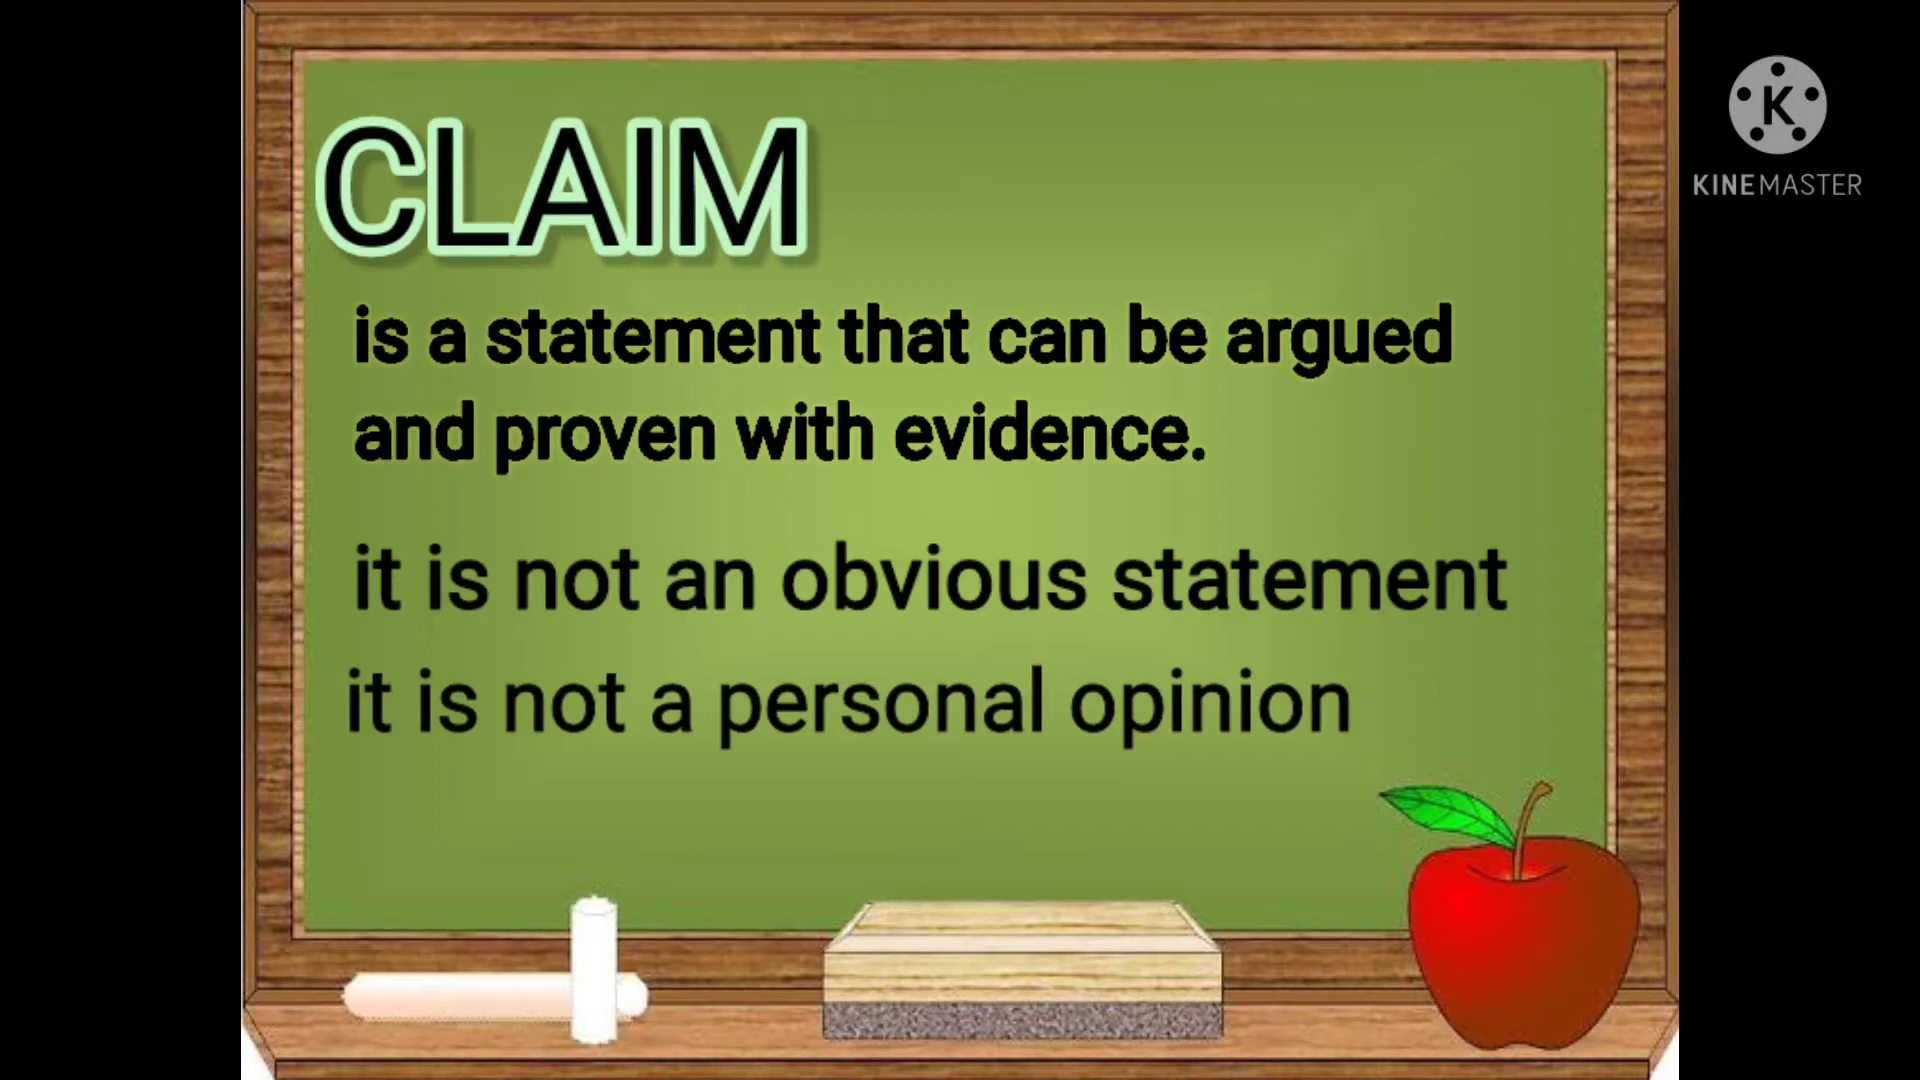 CLAIM
is a statement that can be argued
and proven with evidence.
it is not an obvious statement
it is not a personal opinion
K
KINEMASTER